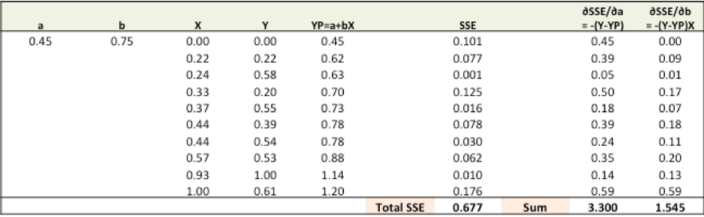 a b X Y YP=a+bX SSE ∂SSE/∂a = -(Y-YP) ∂SSE/∂b = -(Y-YP)X
0.45 0.75 0.00 0.00 0.45 0.101 0.45 0.00
0.22 0.22 0.62 0.077 0.39 0.09
0.24 0.58 0.63 0.001 0.05 0.01
0.33 0.20 0.70 0.125 0.50 0.17
0.37 0.55 0.73 0.016 0.18 0.07
0.44 0.39 0.78 0.078 0.39 0.18
0.44 0.54 0.78 0.030 0.24 0.11
0.57 0.53 0.88 0.062 0.35 0.20
0.93 1.00 1.14 0.010 0.14 0.13
1.00 0.61 1.20 0.176 0.59 0.59
Total SSE 0.677 Sum 3.300 1.545